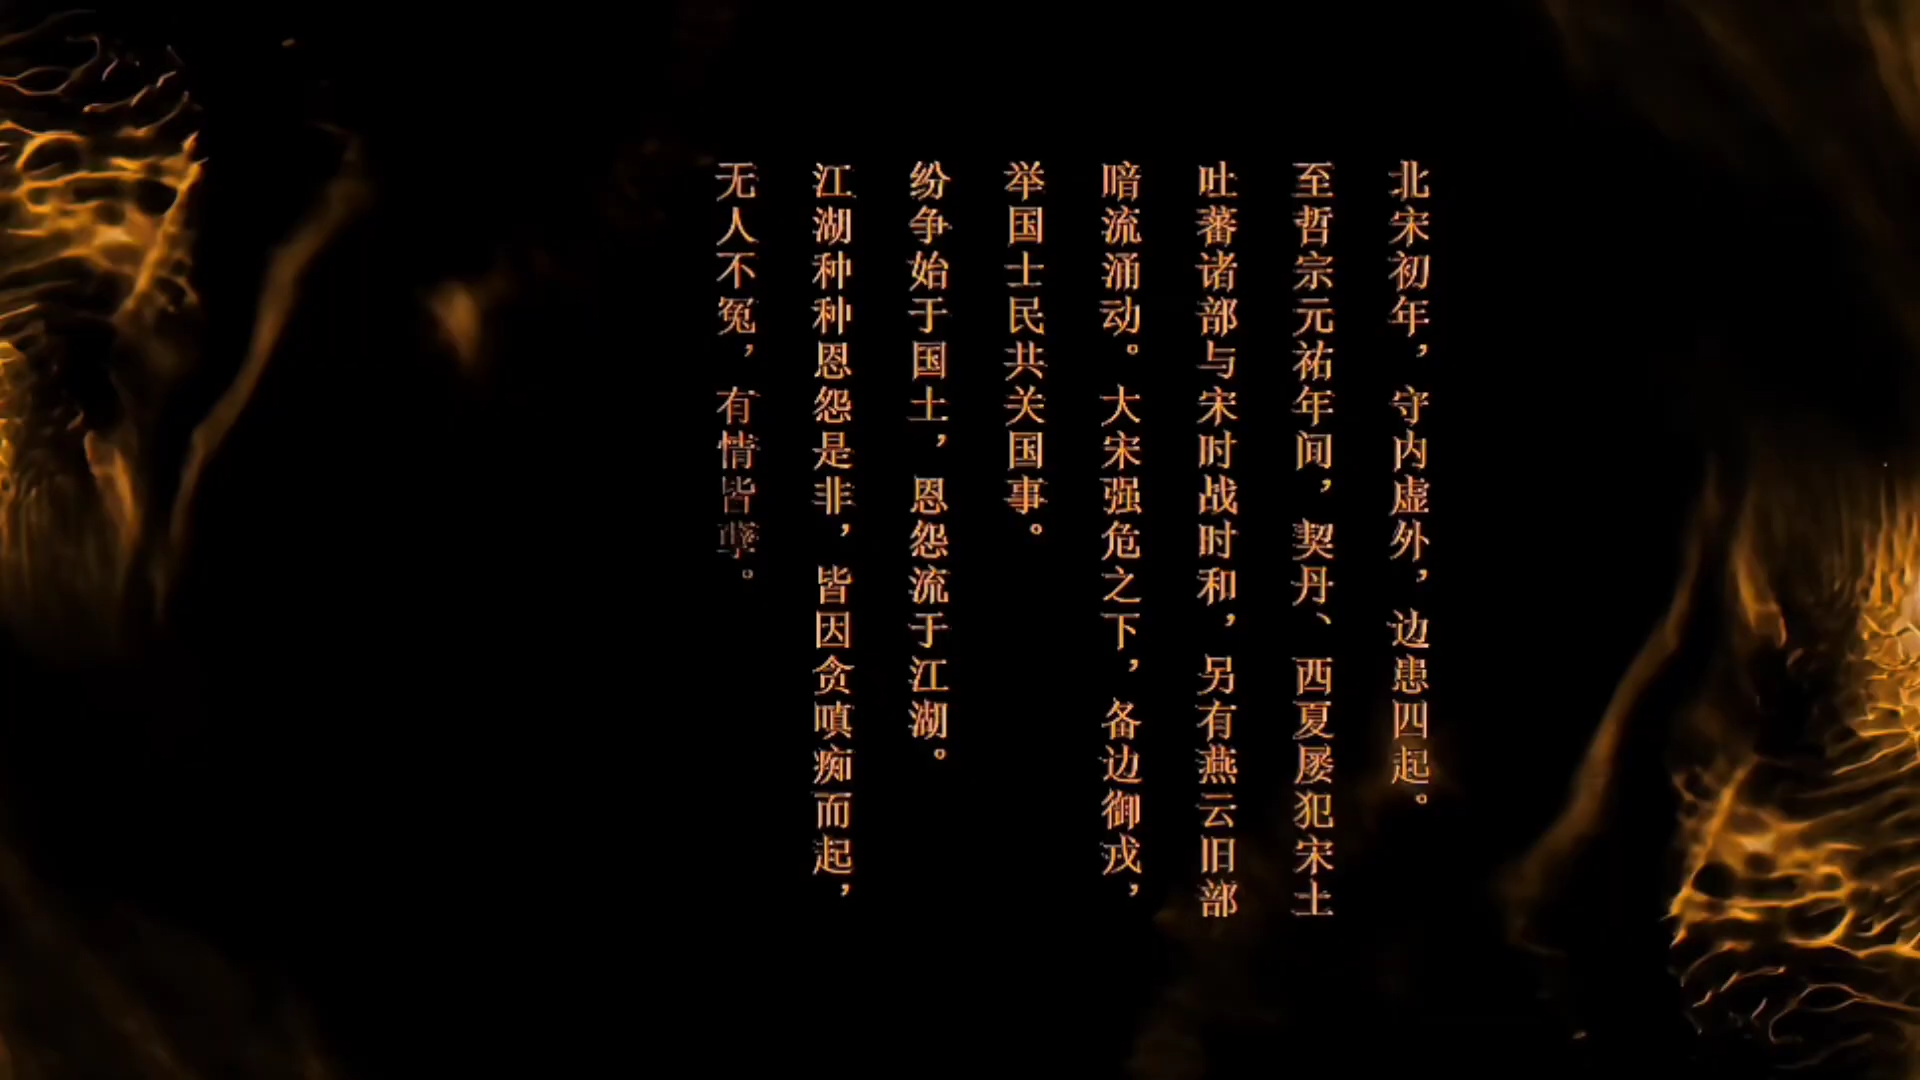 北宋初年，守内虚外，边患四起。
至哲宗元祐年间，契丹、西夏屡犯宋土
吐蕃诸部与宋时战时和，另有燕云旧部
暗流涌动。大宋强危之下，备边御戎，
举国士民共关国事。
纷争始于国土，恩怨流于江湖。
江湖种种恩怨是非，皆因贪嗔痴而起，
无人不冤，有情皆孽。